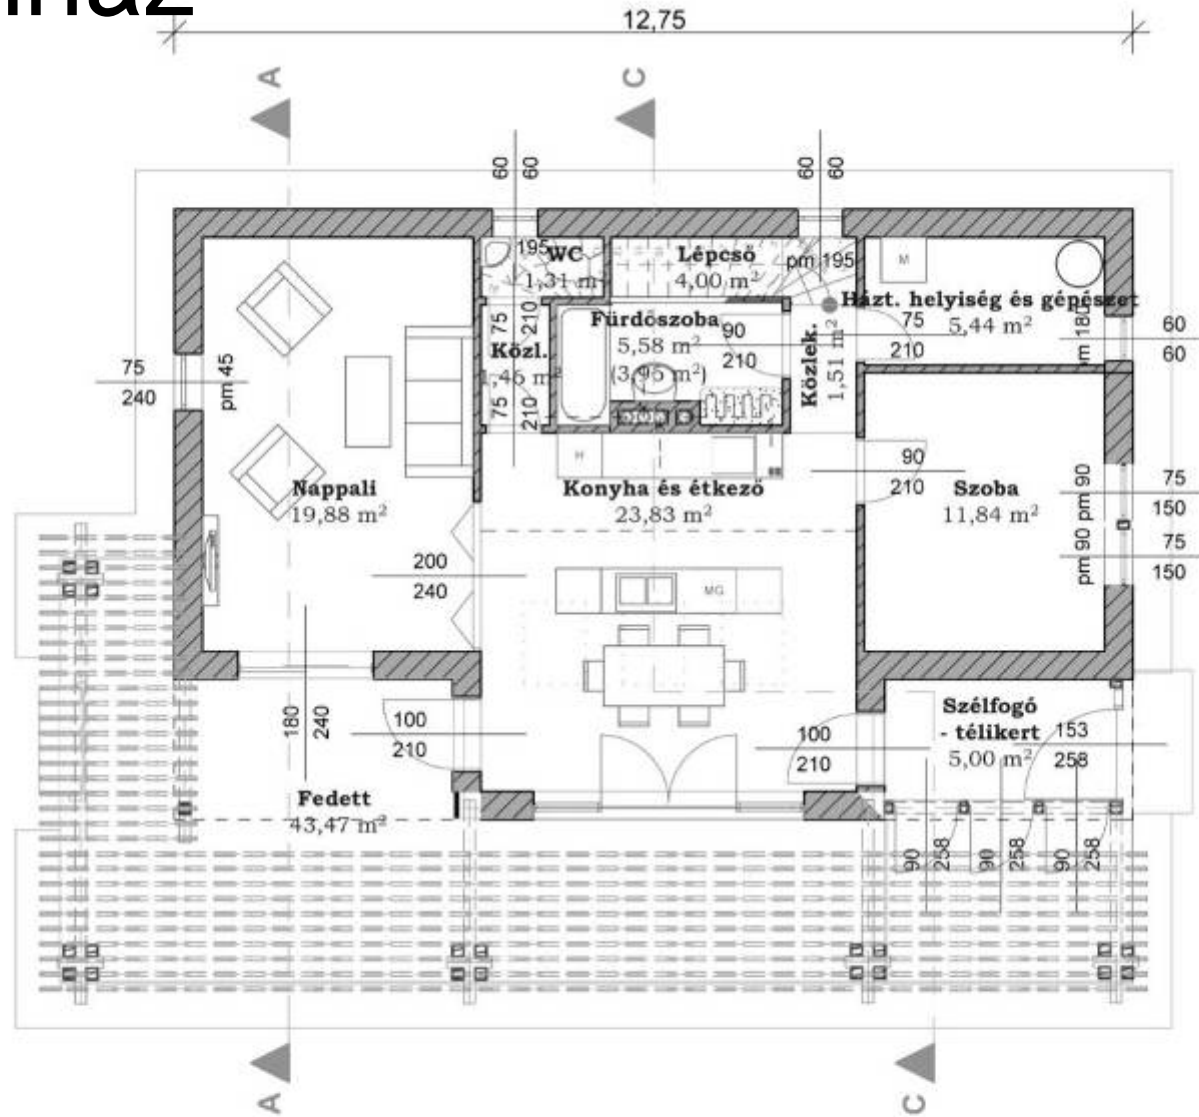 12,75
A
C
60
60
60
60
195
WC
1,31 m²
Lépcső
4,00 m²
pm 195
M
Házt. helyiség és gépészet
5,44 m²
pm 180
60
60
75
210
Fürdőszoba
5,58 m²
(3,95 m²)
90
210
Közlek.
1,51 m²
75
210
Közl.
75
210
75
240
pm 45
H
90
210
Nappali
19,88 m²
Konyha és étkező
23,83 m²
Szoba
11,84 m²
pm 90
pm 90
75
150
75
150
200
240
MG
180
240
100
210
100
210
Szélfogó
- télikert
5,00 m²
153
258
Fedett
43,47 m²
90
258
90
258
90
258
A
C